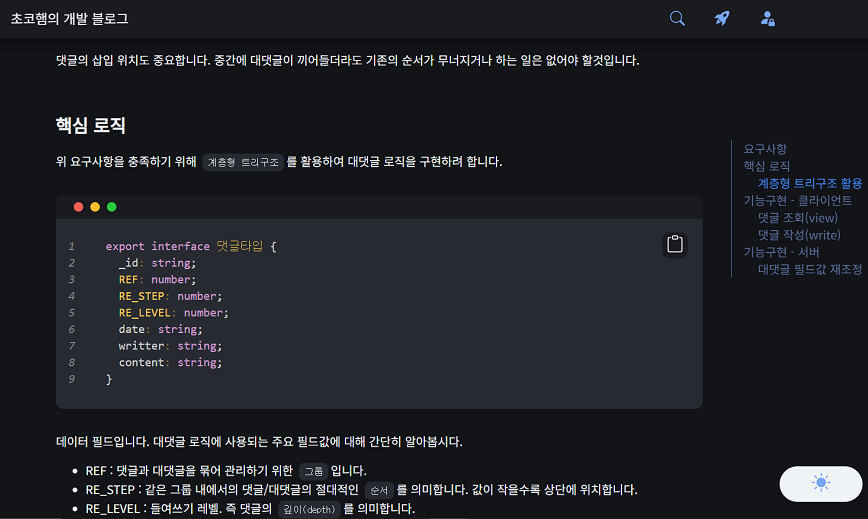 초코햄의 개발 블로그
댓글의 삽입 위치도 중요합니다. 중간에 대댓글이 끼어들더라도 기존의 순서가 무너지거나 하는 일은 없어야 할것입니다.
핵심 로직
위 요구사항을 충족하기 위해 계층형 트리구조 를 활용하여 대댓글 로직을 구현하려 합니다.
1 export interface 댓글타입 {
2 _id: string;
3 REF: number;
4 RE_STEP: number;
5 RE_LEVEL: number;
6 date: string;
7 writter: string;
8 content: string;
9 }
데이터 필드입니다. 대댓글 로직에 사용되는 주요 필드값에 대해 간단히 알아봅시다.
REF : 댓글과 대댓글을 묶어 관리하기 위한 그룹 입니다.
RE_STEP : 같은 그룹 내에서의 댓글/대댓글의 절대적인 순서 를 의미합니다. 값이 작을수록 상단에 위치합니다.
RE_LEVEL : 들여쓰기 레벨. 즉 댓글의 깊이(depth) 를 의미합니다.
요구사항
핵심 로직
계층형 트리구조 활용
기능구현 - 클라이언트
댓글 조회(view)
댓글 작성(write)
기능구현 - 서버
대댓글 필드값 재조정